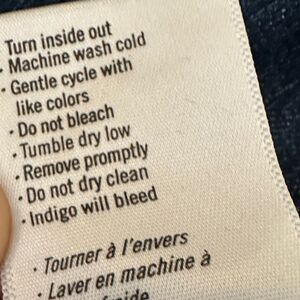 Turn inside out
· Machine wash cold
· Gentle cycle with
like colors
· Do not bleach
· Tumble dry low
· Remove promptly
· Do not dry clean
· Indigo will bleed
· Tourner à l'envers
· Laver en machine à